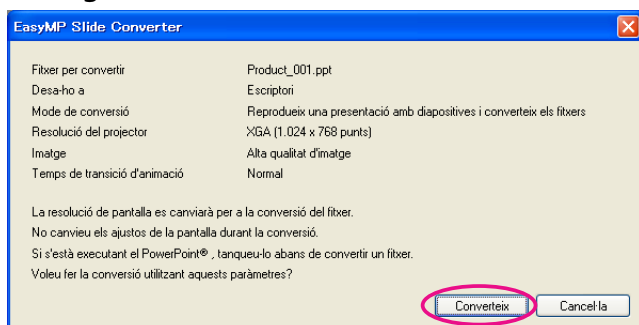 EasyMP Slide Converter
Fitxer per convertir Product_001.ppt
Desa-ho a Escriptori
Mode de conversió Reprodueix una presentació amb diapositives i converteix els fitxers
Resolució del projector XGA (1.024 x 768 punts)
Imatge Alta qualitat d'imatge
Temps de transició d'animació Normal
La resolució de pantalla es canviarà per a la conversió del fitxer.
No canvieu els ajustos de la pantalla durant la conversió.
Si s'està executant el PowerPoint® , tanqueu-lo abans de convertir un fitxer.
Voleu fer la conversió utilitzant aquests paràmetres?
Converteix Cancel·la